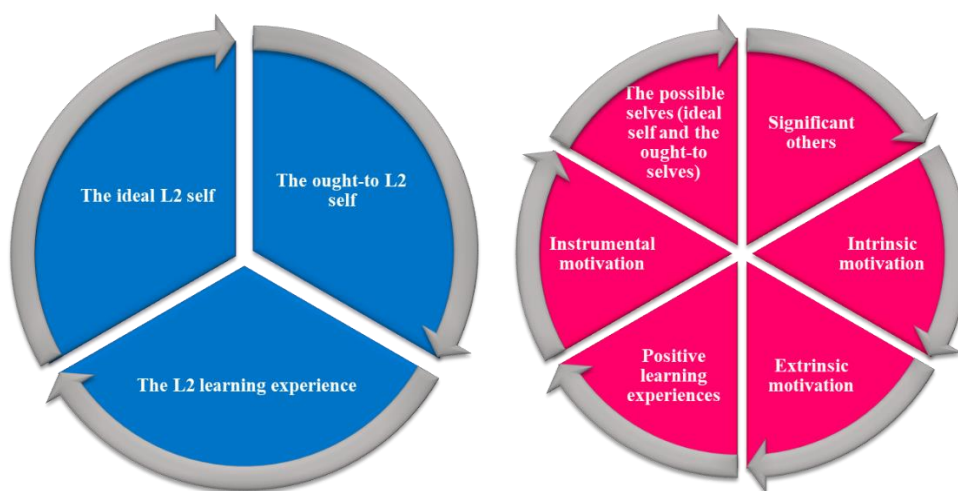 The ideal L2 self
The ought-to L2
self
The L2 learning experience
The possible
selves (ideal
self and the
ought-to
selves)
Significant
others
Instrumental
motivation
Intrinsic
motivation
Positive
learning
experiences
Extrinsic
motivation